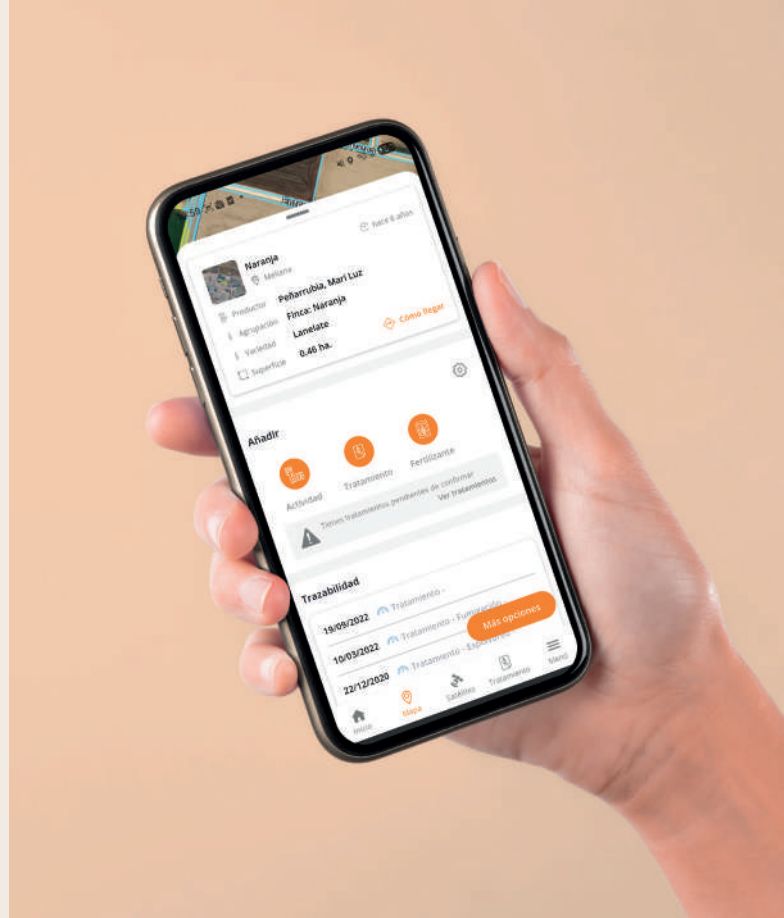 Naranja
hace 6 años
Meliana
Productor Peñarrubia, Mari Luz
Agrupación Finca: Naranja
Variedad Lanelate
Superficie 0.46 ha.
Cómo llegar
Añadir
Actividad Tratamiento Fertilizante
Tienes tratamientos pendientes de confirmar
Ver tratamientos
Trazabilidad
19/09/2022 Tratamiento -
10/03/2022 Tratamiento - Fumigación -
22/12/2020 Tratamiento -
Más opciones
Inicio Mapa Satélites Tratamiento Menú